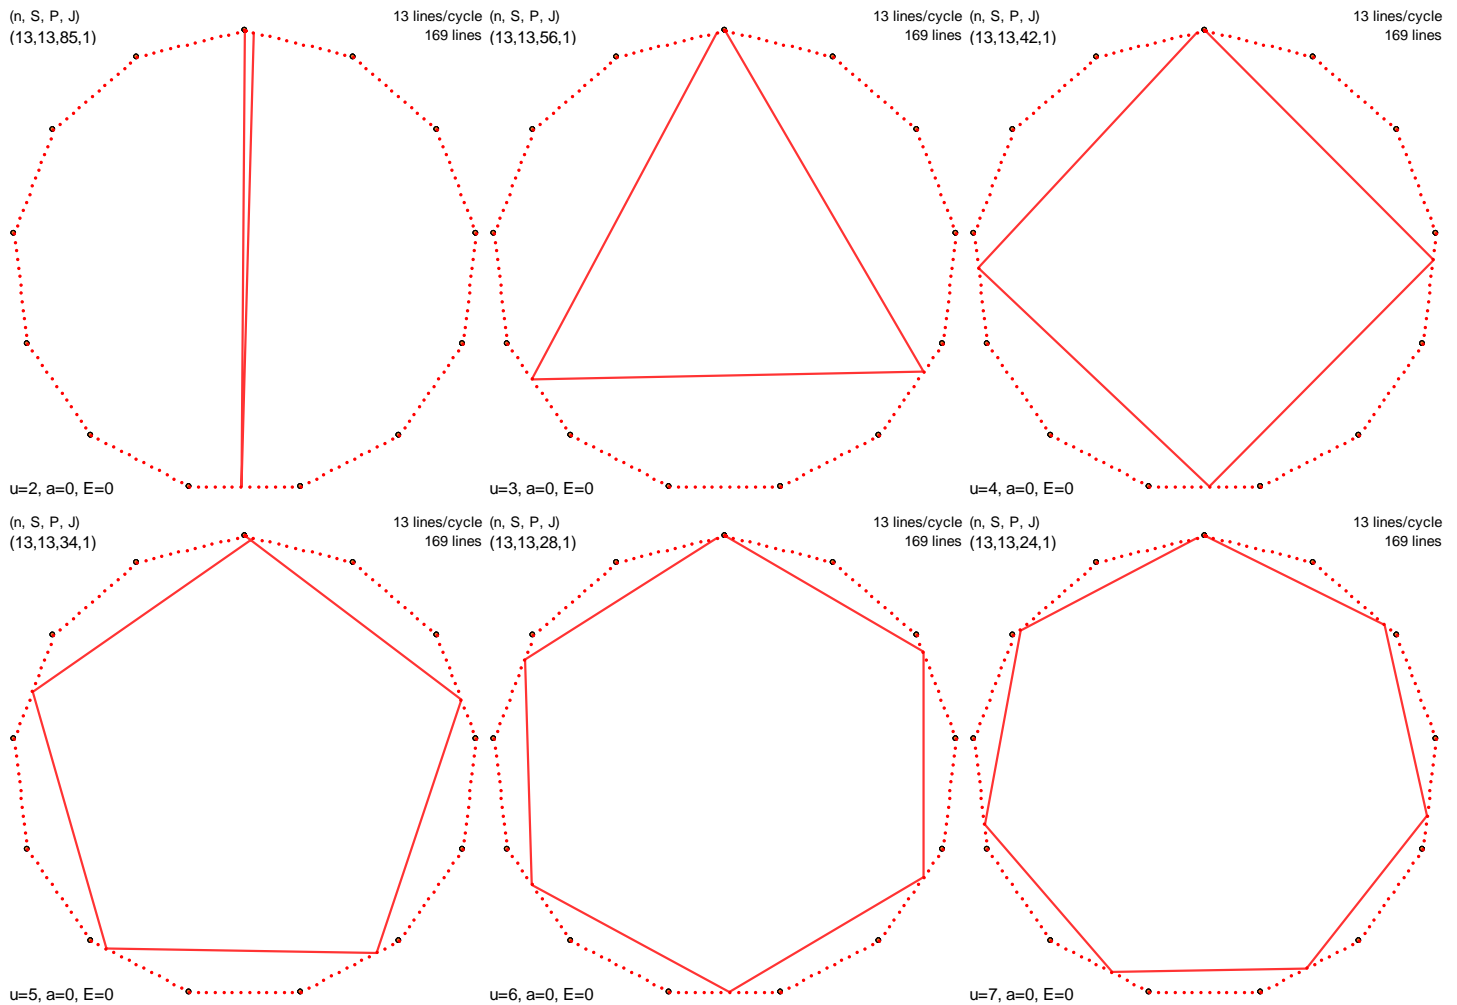 (n, S, P, J)
(13,13,85,1)
13 lines/cycle
169 lines
u=2, a=0, E=0
(n, S, P, J)
(13,13,56,1)
13 lines/cycle
169 lines
u=3, a=0, E=0
(n, S, P, J)
(13,13,42,1)
13 lines/cycle
169 lines
u=4, a=0, E=0
(n, S, P, J)
(13,13,34,1)
13 lines/cycle
169 lines
u=5, a=0, E=0
(n, S, P, J)
(13,13,28,1)
13 lines/cycle
169 lines
u=6, a=0, E=0
(n, S, P, J)
(13,13,24,1)
13 lines/cycle
169 lines
u=7, a=0, E=0